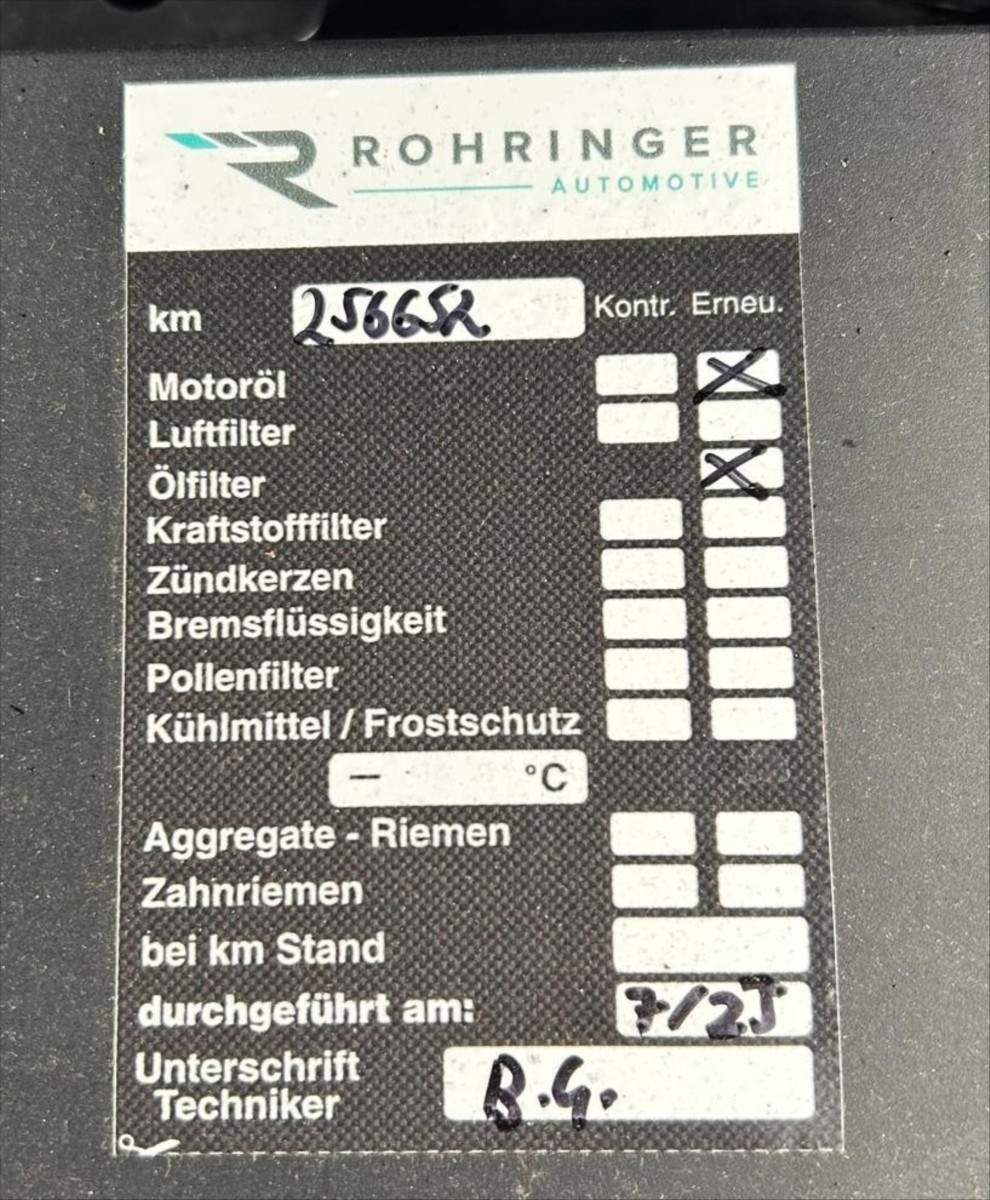 ROHRINGER
AUTOMOTIVE
km 256652 Kontr. Erneu.
Motoröl X
Luftfilter
Ölfilter X
Kraftstofffilter
Zündkerzen
Bremsflüssigkeit
Pollenfilter
Kühlmittel / Frostschutz
– °C
Aggregate - Riemen
Zahnriemen
bei km Stand
durchgeführt am: 7/25
Unterschrift
Techniker B.G.